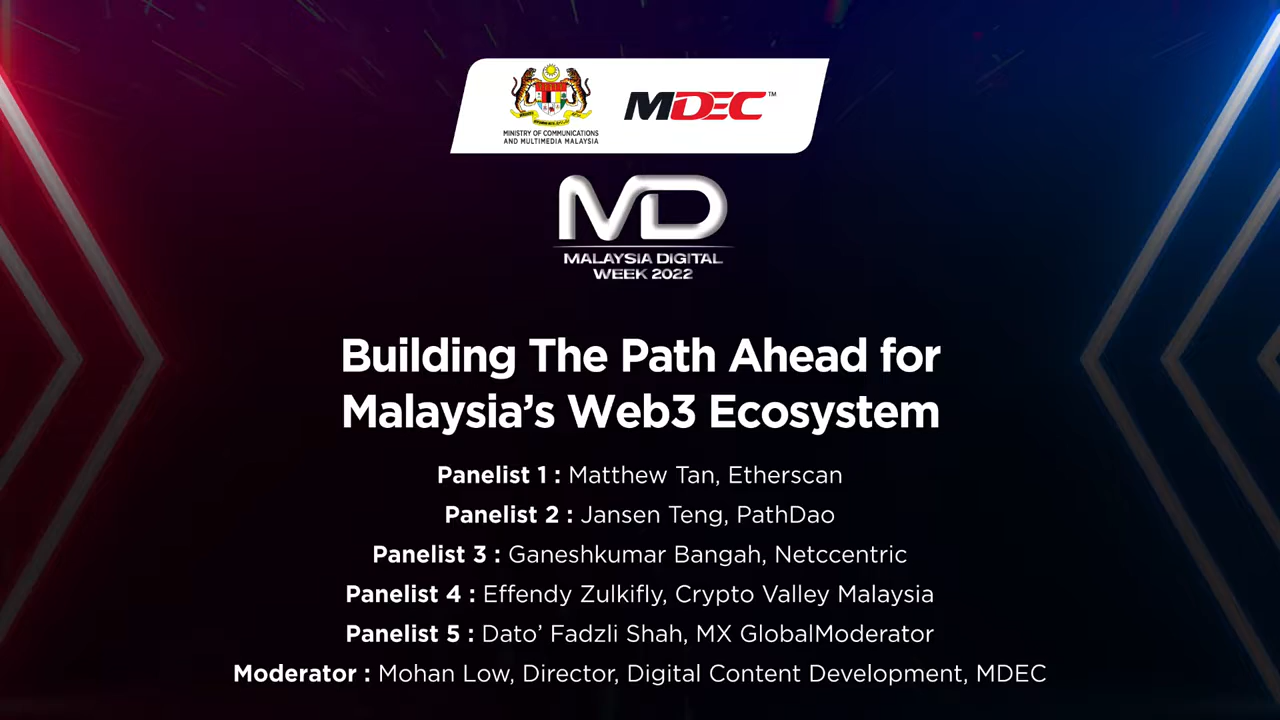 MINISTRY OF COMMUNICATIONS
AND MULTIMEDIA MALAYSIA
MDEC™
MD
MALAYSIA DIGITAL
WEEK 2022
Building The Path Ahead for
Malaysia’s Web3 Ecosystem
Panelist 1 : Matthew Tan, Etherscan
Panelist 2 : Jansen Teng, PathDao
Panelist 3 : Ganeshkumar Bangah, Netccentric
Panelist 4 : Effendy Zulkifly, Crypto Valley Malaysia
Panelist 5 : Dato’ Fadzli Shah, MX GlobalModerator
Moderator : Mohan Low, Director, Digital Content Development, MDEC